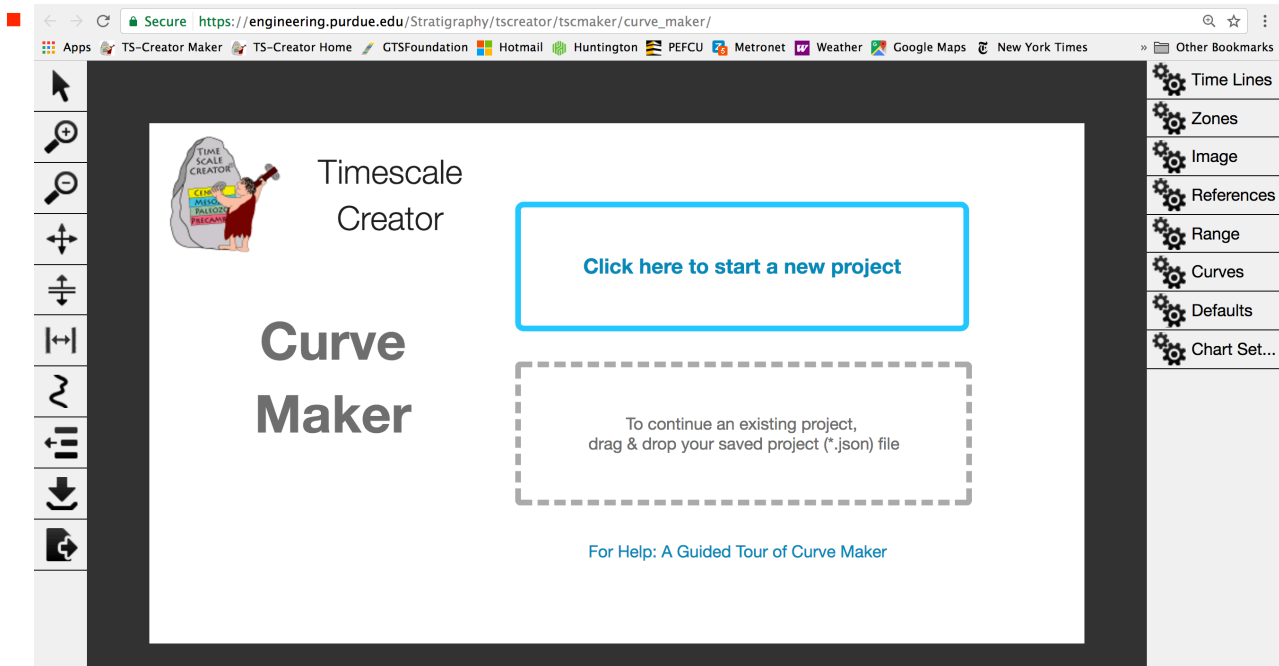 Secure https://engineering.purdue.edu/Stratigraphy/tscreator/tscmaker/curve_maker/
Apps TS-Creator Maker TS-Creator Home GTSFoundation Hotmail Huntington PEFCU Metronet Weather Google Maps New York Times » Other Bookmarks
TIME
SCALE
CREATOR
PRECAMB
Timescale
Creator
Curve
Maker
Click here to start a new project
To continue an existing project,
drag & drop your saved project (*.json) file
For Help: A Guided Tour of Curve Maker
Time Lines
Zones
Image
References
Range
Curves
Defaults
Chart Set...